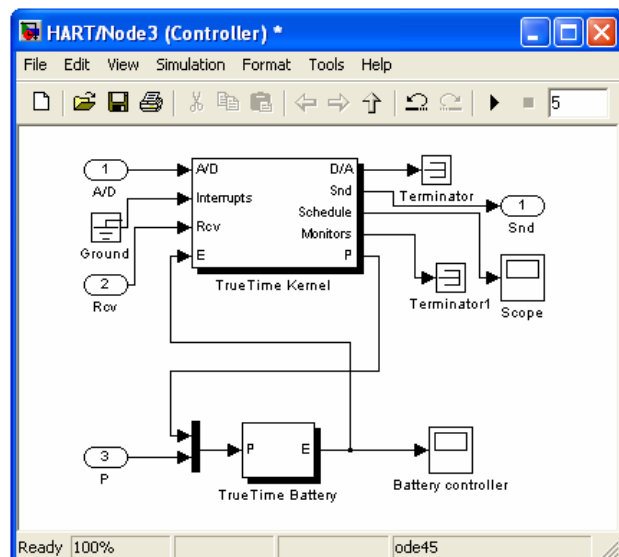 HART/Node3 (Controller) *
File Edit View Simulation Format Tools Help
5
1
A/D
Ground
2
Rcv
A/D
Interrupts
Rcv
E
D/A
Snd
Schedule
Monitors
P
TrueTime Kernel
Terminator
1
Snd
Terminator1
Scope
3
P
P
E
TrueTime Battery
Battery controller
Ready 100% ode45